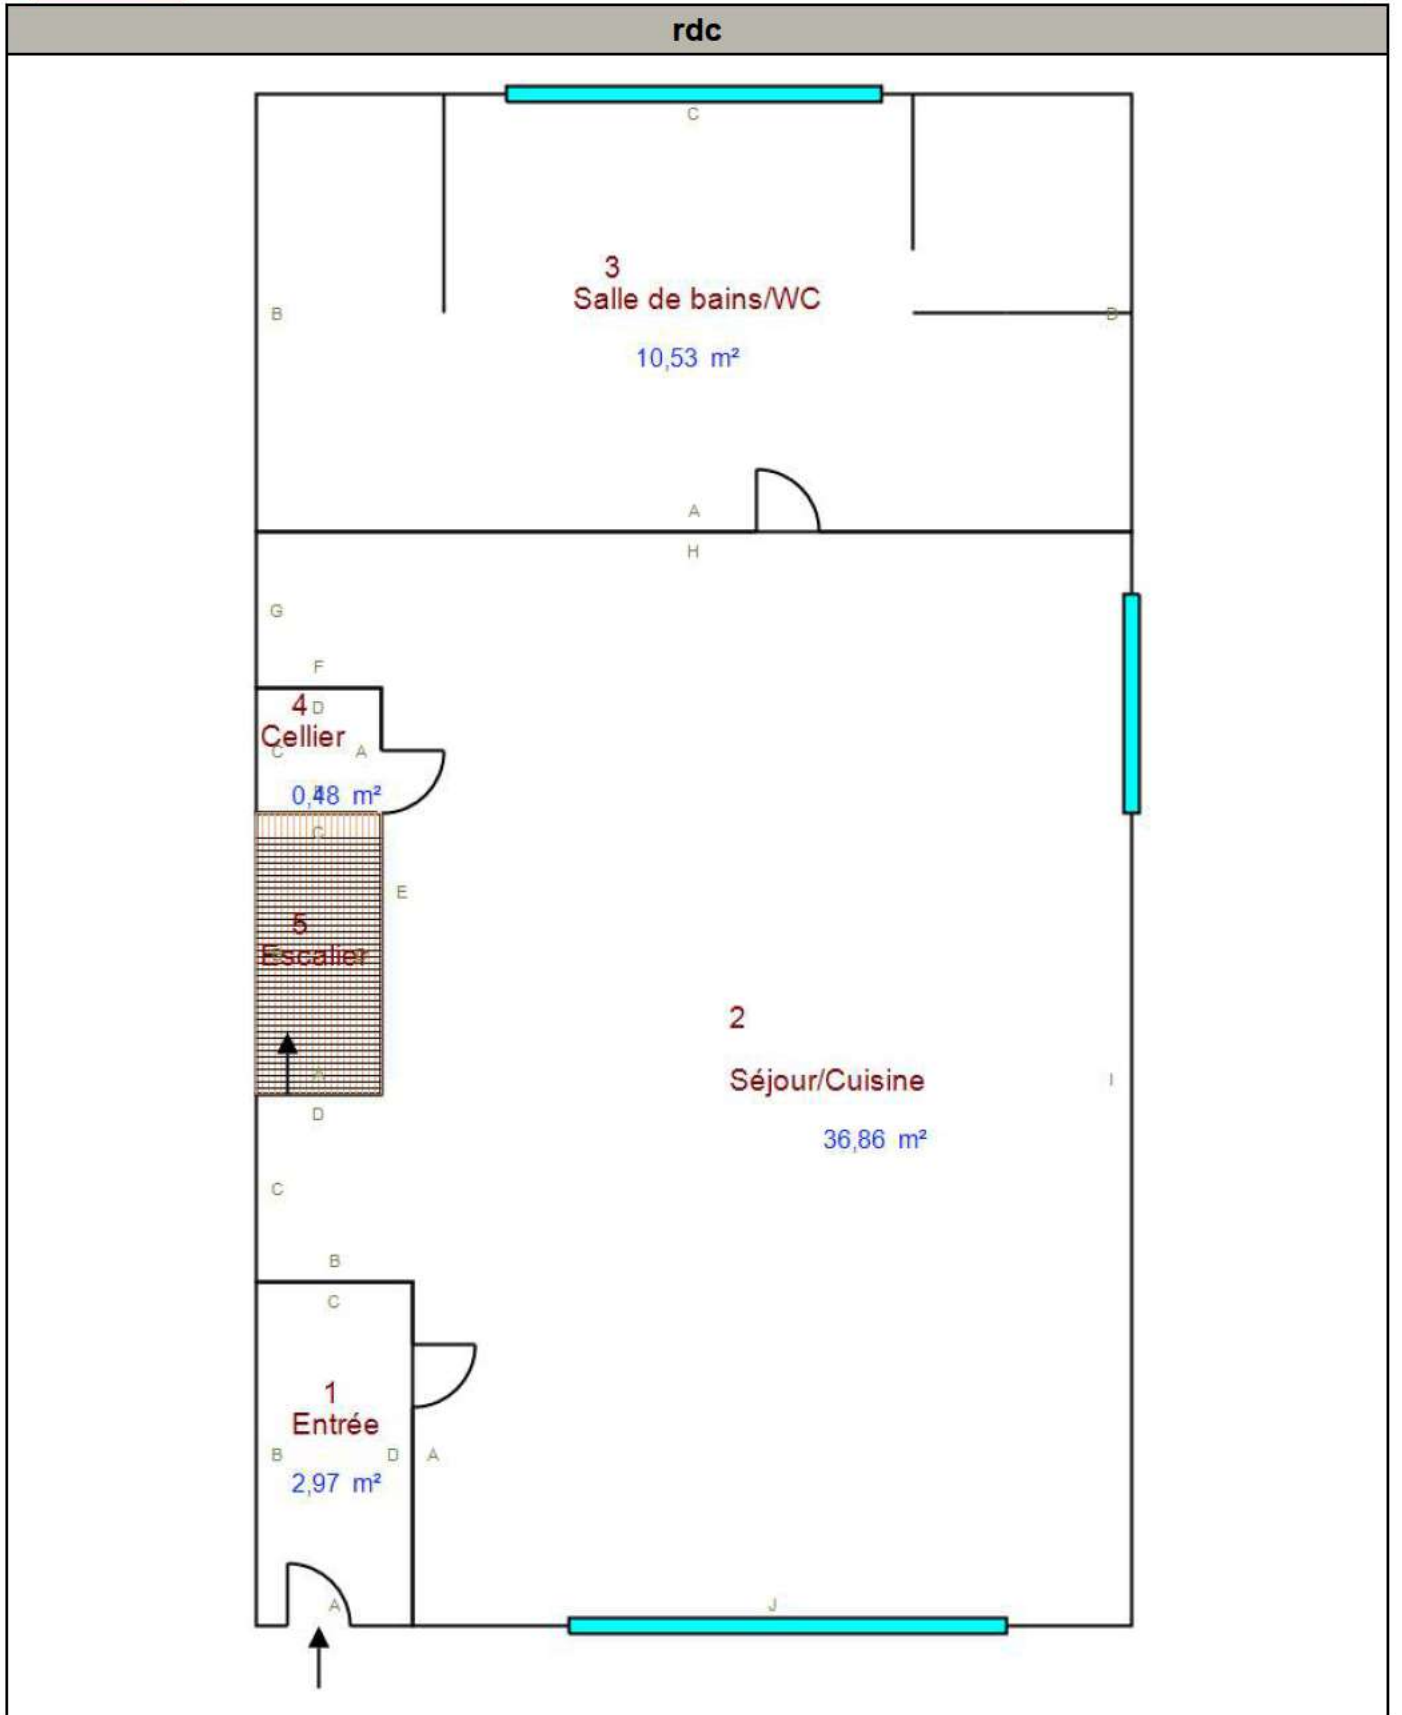 rdc
C
3
Salle de bains/WC
B
D
10,53 m²
A
H
G
F
4 D
Cellier
C A
0,48 m²
C
E
5
Escalier
2
A
Séjour/Cuisine
I
D
36,86 m²
C
B
C
1
Entrée
B D A
2,97 m²
A
J